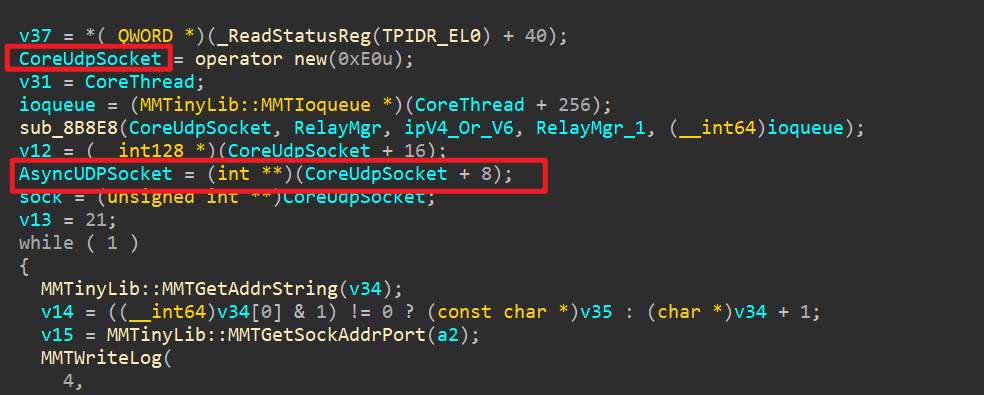 v37 = *(_QWORD *)(_ReadStatusReg(TPIDR_EL0) + 40);
CoreUdpSocket = operator new(0xE0u);
v31 = CoreThread;
ioqueue = (MMTinyLib::MMTIoqueue *)(CoreThread + 256);
sub_8B8E8(CoreUdpSocket, RelayMgr, ipV4_Or_V6, RelayMgr_1, (__int64)ioqueue);
v12 = (__int128 *)(CoreUdpSocket + 16);
AsyncUDPSocket = (int **)(CoreUdpSocket + 8);
sock = (unsigned int **)CoreUdpSocket;
v13 = 21;
while ( 1 )
{
MMTinyLib::MMTGetAddrString(v34);
v14 = ((__int64)v34[0] & 1) != 0 ? (const char *)v35 : (char *)v34 + 1;
v15 = MMTinyLib::MMTGetSockAddrPort(a2);
MMTWriteLog(
4,